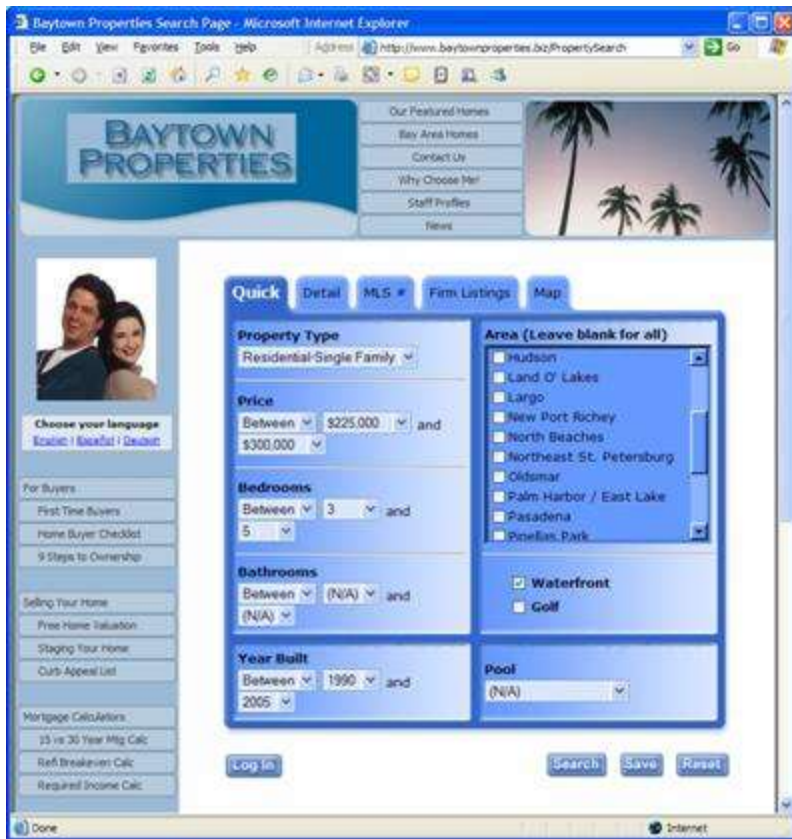 Baytown Properties Search Page - Microsoft Internet Explorer
File Edit View Favorites Tools Help Address http://www.baytownproperties.biz/PropertySearch Go
BAYTOWN
PROPERTIES
Our Featured Homes
Bay Area Homes
Contact Us
Why Choose Me?
Staff Profiles
News
Choose your language
English | Español | Deutsch
For Buyers
First Time Buyers
Home Buyer Checklist
9 Steps to Ownership
Selling Your Home
Free Home Valuation
Staging Your Home
Curb Appeal List
Mortgage Calculators
15 vs 30 Year Mtg Calc
Refi Breakeven Calc
Required Income Calc
Quick Detail MLS # Firm Listings Map
Property Type
Residential-Single Family
Price
Between $225,000 and
$300,000
Bedrooms
Between 3 and
5
Bathrooms
Between (N/A) and
(N/A)
Year Built
Between 1990 and
2005
Area (Leave blank for all)
Hudson
Land O' Lakes
Largo
New Port Richey
North Beaches
Northeast St. Petersburg
Oldsmar
Palm Harbor / East Lake
Pasadena
Pinellas Park
Waterfront
Golf
Pool
(N/A)
Log In Search Save Reset
Done Internet